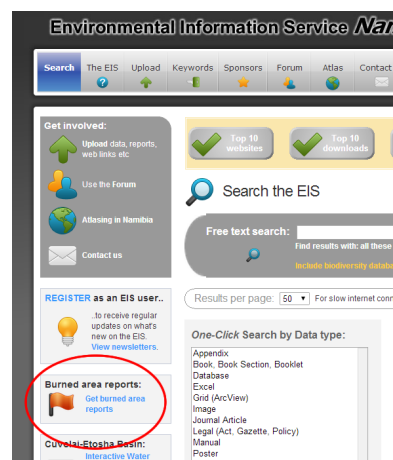 Environmental Information Service
Search The EIS Upload Keywords Sponsors Forum Atlas Contact
Get involved:
Upload data, reports,
web links etc
Use the Forum
Atlasing in Namibia
Contact us
REGISTER as an EIS user..
..to receive regular
updates on what's
new on the EIS.
View newsletters.
Burned area reports:
Get burned area
reports
Cuvelai-Etosha Basin:
Interactive Water
Top 10
websites
Top 10
downloads
Search the EIS
Free text search:
Find results with: all these
Include biodiversity databa
Results per page: 50 For slow internet conn
One-Click Search by Data type:
Appendix
Book, Book Section, Booklet
Database
Excel
Grid (ArcView)
Image
Journal Article
Legal (Act, Gazette, Policy)
Manual
Poster